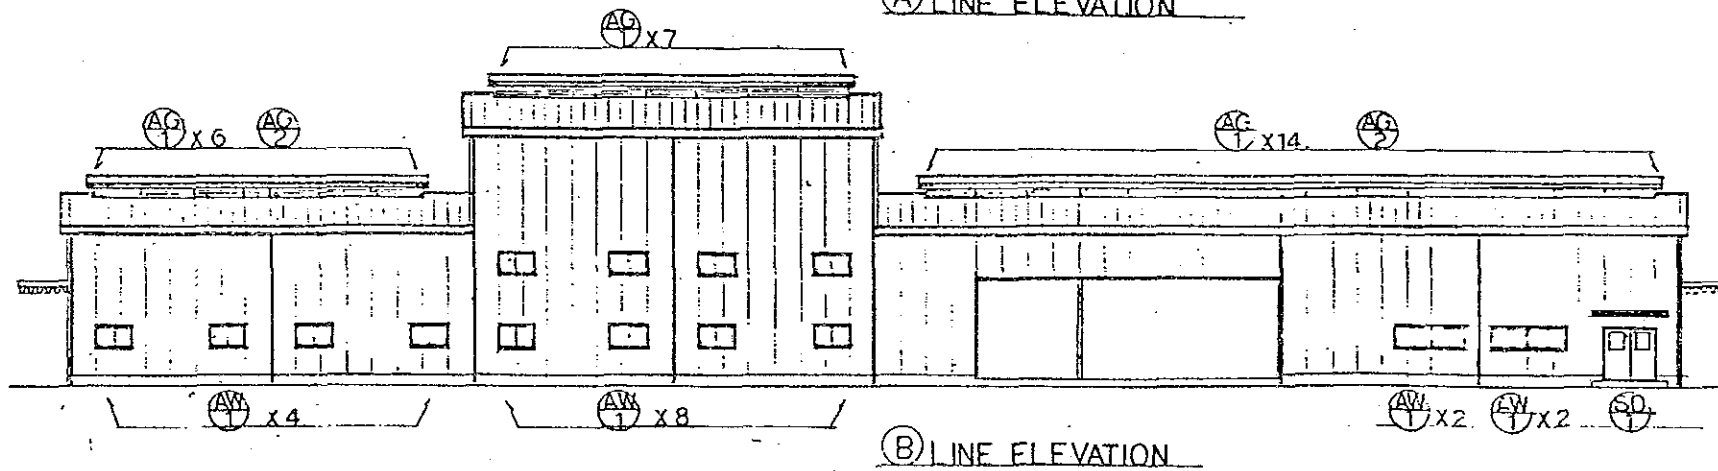 A LINE ELEVATION
AG 1 X7
AG 1 X6 AG 2
AG 1 X14 AG 2
AW 1 X4
AW 1 X8
AW 1 X2
1 X2
SD 1
B LINE ELEVATION